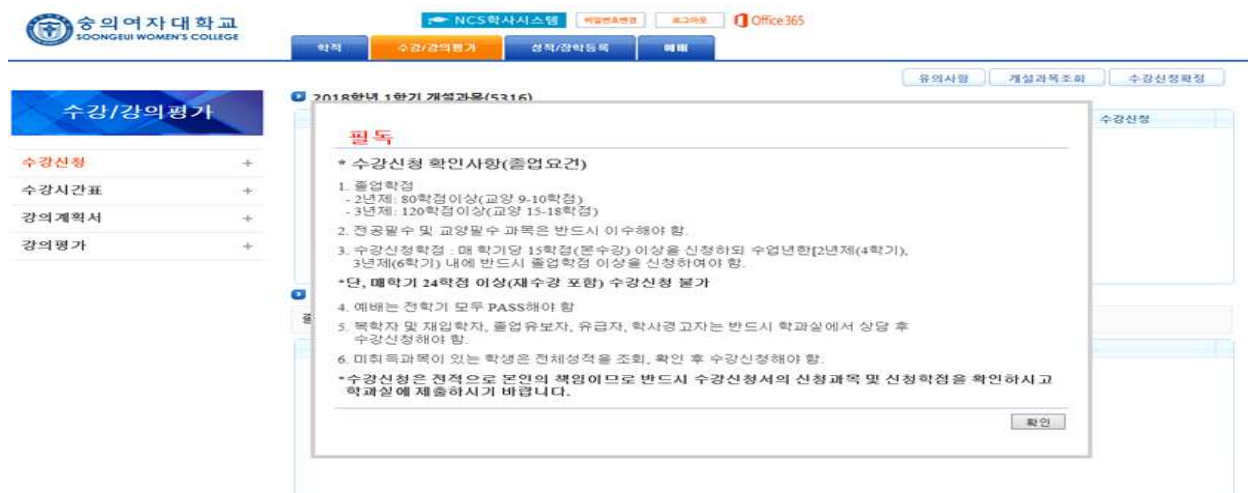 숭의여자대학교
SOONGEUI WOMEN'S COLLEGE
NCS학사시스템 비밀번호변경 로그아웃 Office 365
학적 수강/강의평가 성적/장학등록 예배
유의사항 개설과목조회 수강신청확정
수강/강의평가
2018학년 1학기 개설과목(5316)
수강신청
수강신청 +
수강시간표 +
강의계획서 +
강의평가 +
필독
* 수강신청 확인사항(졸업요건)
1. 졸업학점
- 2년제: 80학점이상(교양 9-10학점)
- 3년제: 120학점이상(교양 15-18학점)
2. 전공필수 및 교양필수 과목은 반드시 이수해야 함.
3. 수강신청학점 : 매 학기당 15학점(본수강) 이상을 신청하되 수업년한[2년제(4학기),
3년제(6학기) 내에 반드시 졸업학점 이상을 신청하여야 함.
*단, 매학기 24학점 이상(재수강 포함) 수강신청 불가
4. 예배는 전학기 모두 PASS해야 함
5. 복학자 및 재입학자, 졸업유보자, 유급자, 학사경고자는 반드시 학과실에서 상담 후
수강신청해야 함.
6. 미취득과목이 있는 학생은 전체성적을 조회, 확인 후 수강신청해야 함.
*수강신청은 전적으로 본인의 책임이므로 반드시 수강신청서의 신청과목 및 신청학점을 확인하시고
학과실에 제출하시기 바랍니다.
확인